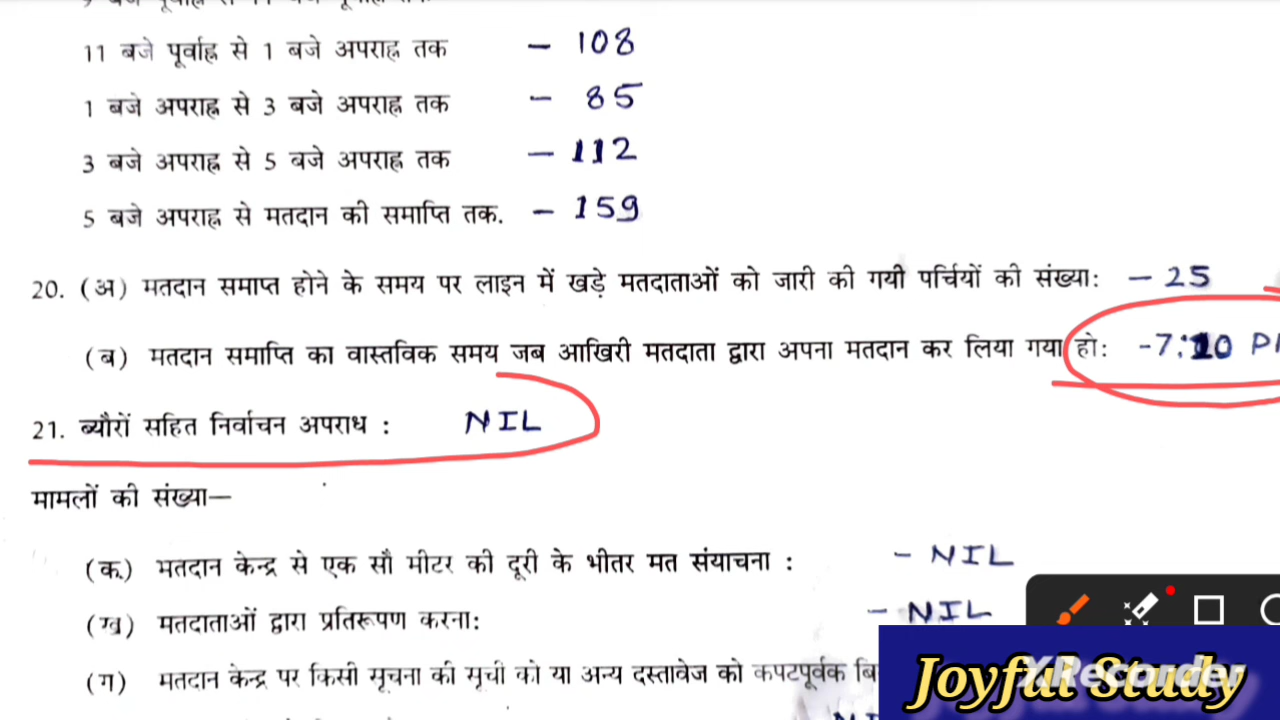 11 बजे पूर्वाह्न से 1 बजे अपराह्न तक - 108
1 बजे अपराह्न से 3 बजे अपराह्न तक - 85
3 बजे अपराह्न से 5 बजे अपराह्न तक - 112
5 बजे अपराह्न से मतदान की समाप्ति तक. - 159
20. (अ) मतदान समाप्त होने के समय पर लाइन में खड़े मतदाताओं को जारी की गयी पर्चियों की संख्या: - 25
(ब) मतदान समाप्ति का वास्तविक समय जब आखिरी मतदाता द्वारा अपना मतदान कर लिया गया हो: -7:10
21. ब्यौरों सहित निर्वाचन अपराध : NIL
मामलों की संख्या—
(क) मतदान केन्द्र से एक सौ मीटर की दूरी के भीतर मत संयाचना : - NIL
(ख) मतदाताओं द्वारा प्रतिरूपण करना: - NIL
(ग) मतदान केन्द्र पर किसी सूचना की सूची को या अन्य दस्तावेज को कपटपूर्वक
Joyful Study
XRecorder